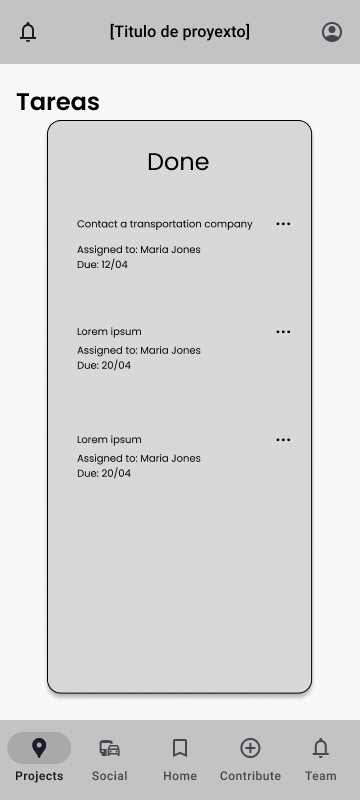 [Titulo de proyexto]
Tareas
Done
Contact a transportation company
Assigned to: Maria Jones
Due: 12/04
Lorem ipsum
Assigned to: Maria Jones
Due: 20/04
Lorem ipsum
Assigned to: Maria Jones
Due: 20/04
Projects
Social
Home
Contribute
Team